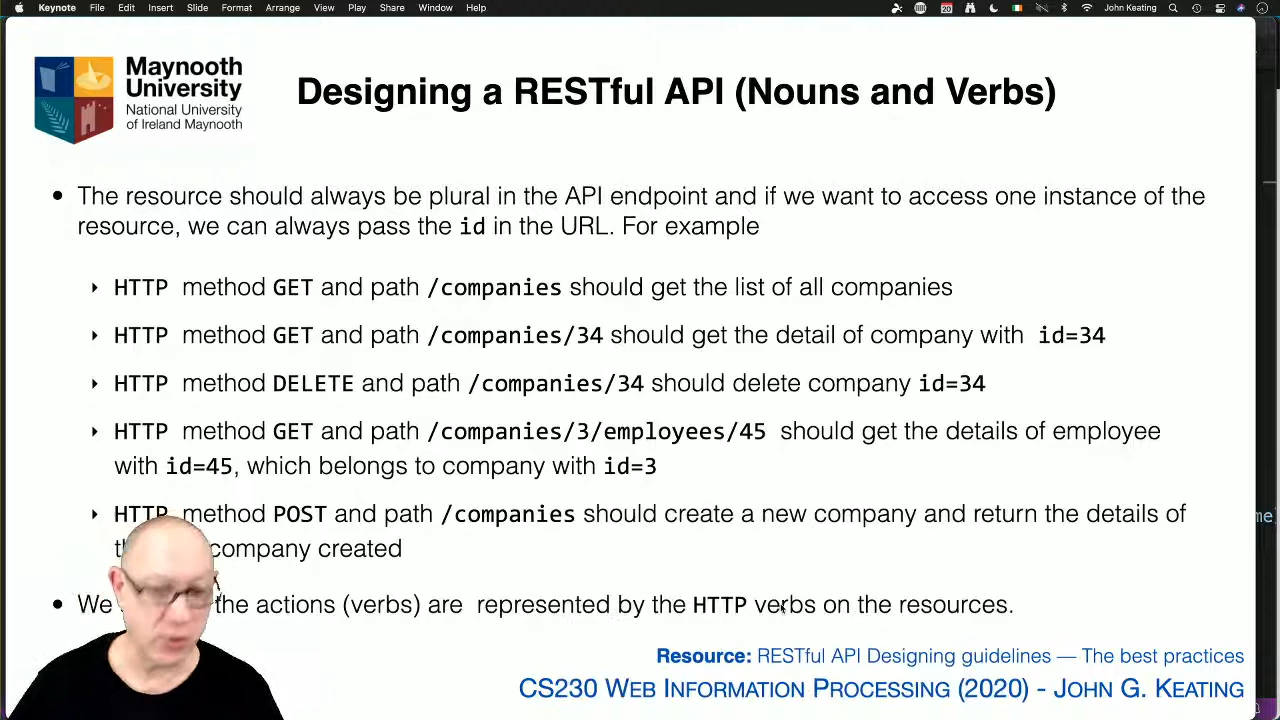 Keynote File Edit Insert Slide Format Arrange View Play Share Window Help 20 John Keating
Maynooth
University
National University
of Ireland Maynooth
Designing a RESTful API (Nouns and Verbs)
• The resource should always be plural in the API endpoint and if we want to access one instance of the
resource, we can always pass the id in the URL. For example
‣ HTTP method GET and path /companies should get the list of all companies
‣ HTTP method GET and path /companies/34 should get the detail of company with id=34
‣ HTTP method DELETE and path /companies/34 should delete company id=34
‣ HTTP method GET and path /companies/3/employees/45 should get the details of employee
with id=45, which belongs to company with id=3
‣ HTTP method POST and path /companies should create a new company and return the details of
company created
• We the actions (verbs) are represented by the HTTP verbs on the resources.
Resource: RESTful API Designing guidelines — The best practices
CS230 Web Information Processing (2020) - John G. Keating